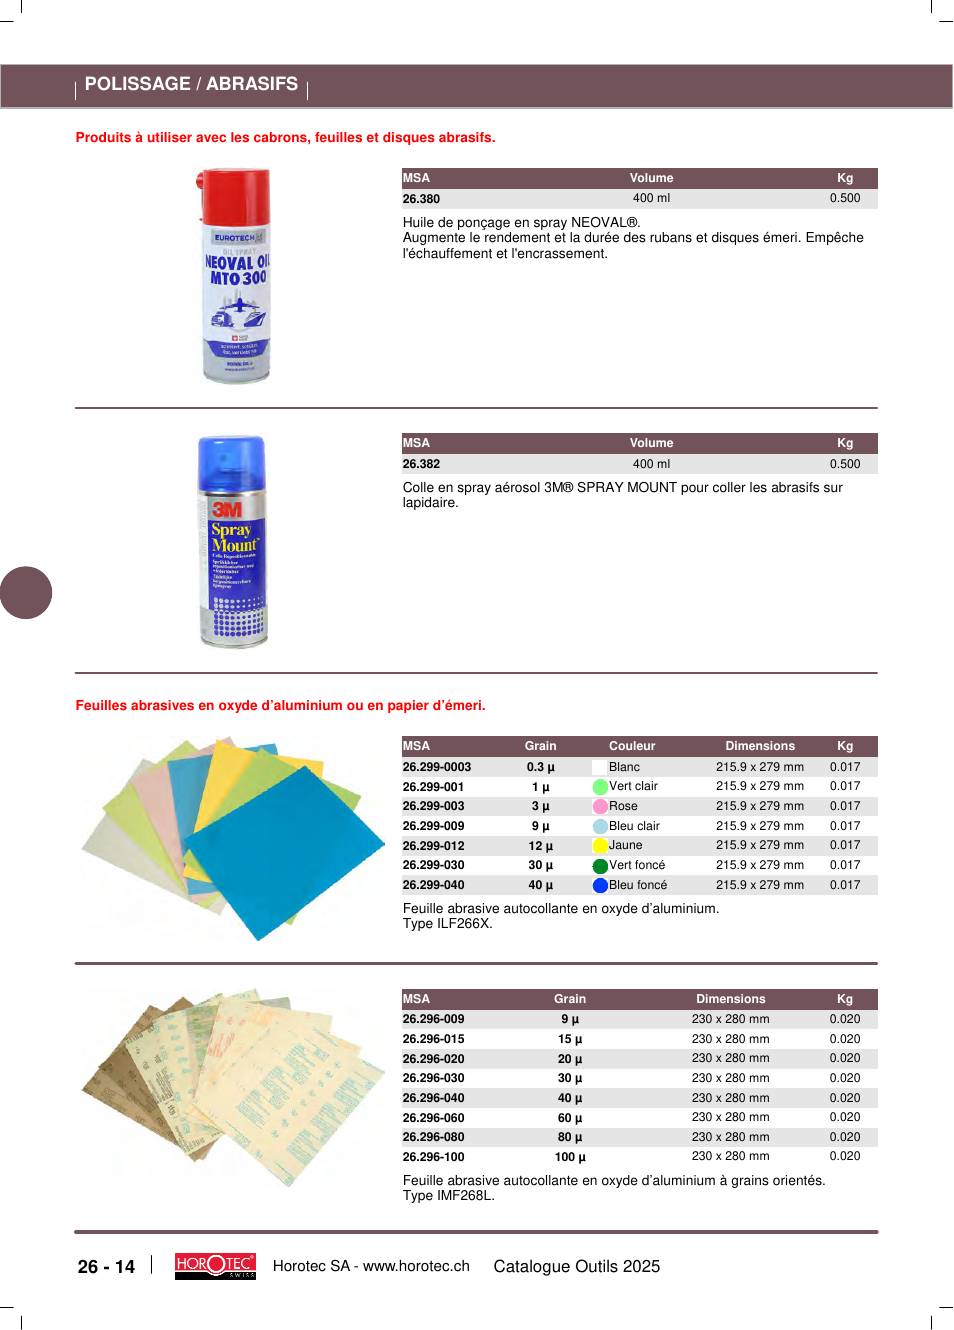 POLISSAGE / ABRASIFS
Produits à utiliser avec les cabrons, feuilles et disques abrasifs.
EUROTECH
OIL SPRAY
NEOVAL OIL
MTO 300
MSA Volume Kg
26.380 400 ml 0.500
Huile de ponçage en spray NEOVAL®.
Augmente le rendement et la durée des rubans et disques émeri. Empêche
l'échauffement et l'encrassement.
3M
Spray
Mount™
MSA Volume Kg
26.382 400 ml 0.500
Colle en spray aérosol 3M® SPRAY MOUNT pour coller les abrasifs sur
lapidaire.
Feuilles abrasives en oxyde d’aluminium ou en papier d’émeri.
MSA Grain Couleur Dimensions Kg
26.299-0003 0.3 µ Blanc 215.9 x 279 mm 0.017
26.299-001 1 µ Vert clair 215.9 x 279 mm 0.017
26.299-003 3 µ Rose 215.9 x 279 mm 0.017
26.299-009 9 µ Bleu clair 215.9 x 279 mm 0.017
26.299-012 12 µ Jaune 215.9 x 279 mm 0.017
26.299-030 30 µ Vert foncé 215.9 x 279 mm 0.017
26.299-040 40 µ Bleu foncé 215.9 x 279 mm 0.017
Feuille abrasive autocollante en oxyde d’aluminium.
Type ILF266X.
MSA Grain Dimensions Kg
26.296-009 9 µ 230 x 280 mm 0.020
26.296-015 15 µ 230 x 280 mm 0.020
26.296-020 20 µ 230 x 280 mm 0.020
26.296-030 30 µ 230 x 280 mm 0.020
26.296-040 40 µ 230 x 280 mm 0.020
26.296-060 60 µ 230 x 280 mm 0.020
26.296-080 80 µ 230 x 280 mm 0.020
26.296-100 100 µ 230 x 280 mm 0.020
Feuille abrasive autocollante en oxyde d’aluminium à grains orientés.
Type IMF268L.
26 - 14 HOROTEC® SWISS Horotec SA - www.horotec.ch Catalogue Outils 2025